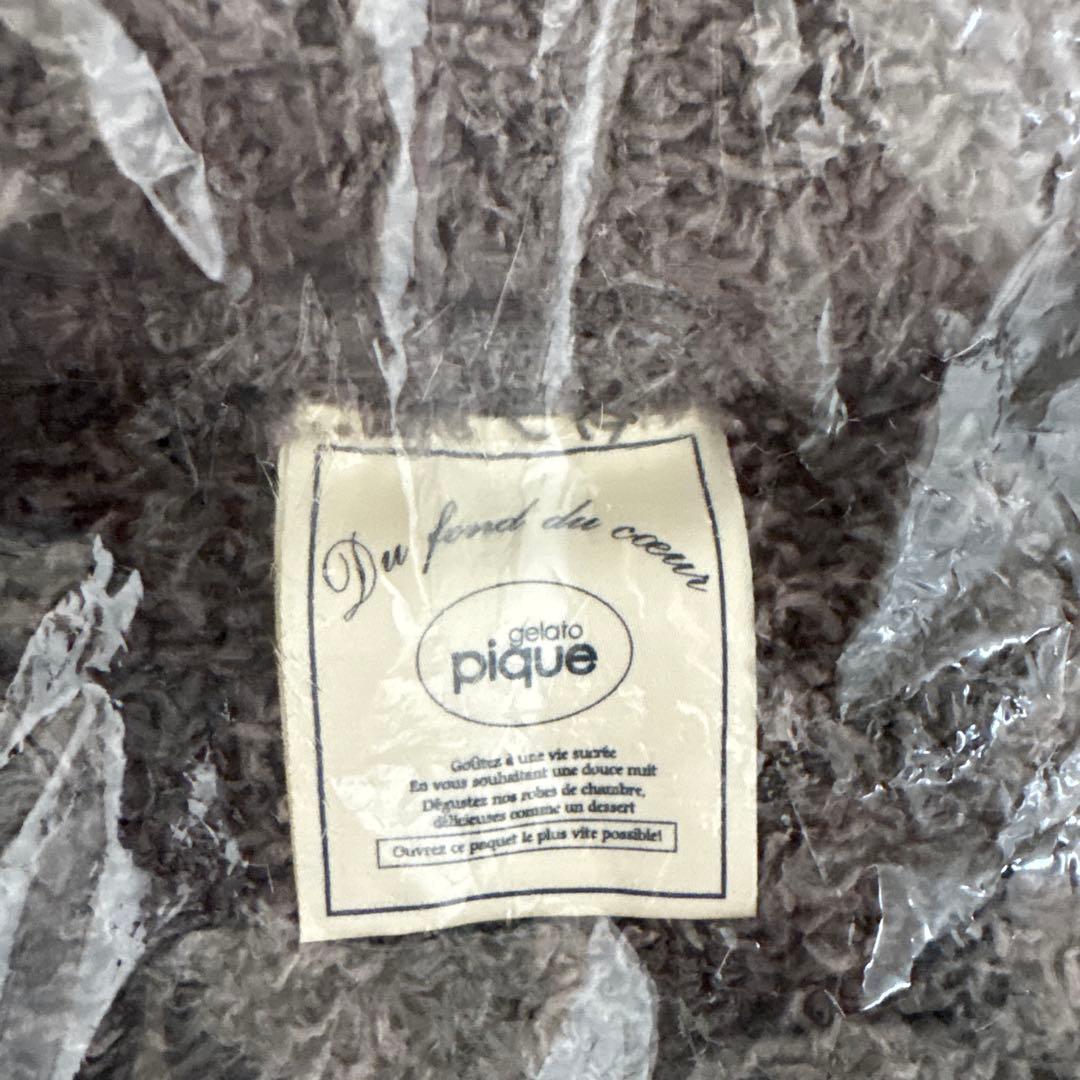 Du fond du cœur
gelato
pique
Goûtez à une vie sucrée
En vous souhaitant une douce nuit
Dégustez nos robes de chambre,
délicieuses comme un dessert
Ouvrez ce paquet le plus vite possible!